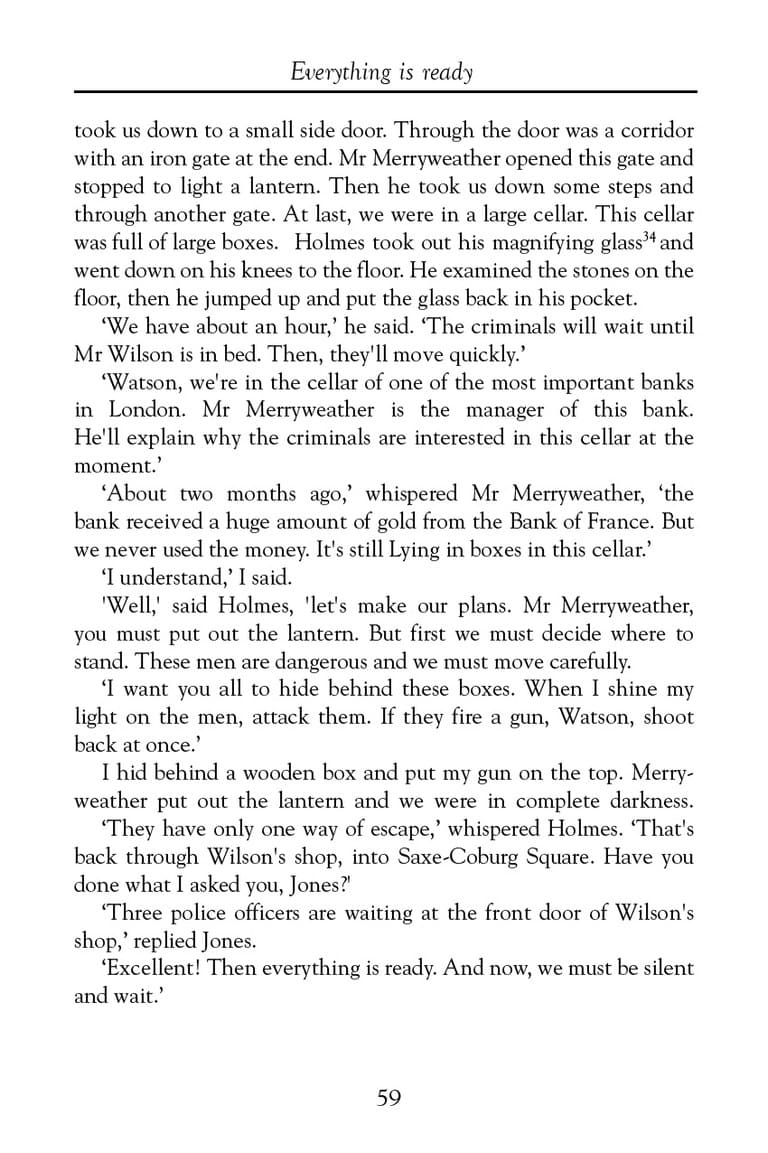 Everything is ready
took us down to a small side door. Through the door was a corridor
with an iron gate at the end. Mr Merryweather opened this gate and
stopped to light a lantern. Then he took us down some steps and
through another gate. At last, we were in a large cellar. This cellar
was full of large boxes.  Holmes took out his magnifying glass³⁴ and
went down on his knees to the floor. He examined the stones on the
floor, then he jumped up and put the glass back in his pocket.
‘We have about an hour,’ he said. ‘The criminals will wait until
Mr Wilson is in bed. Then, they'll move quickly.’
‘Watson, we're in the cellar of one of the most important banks
in London. Mr Merryweather is the manager of this bank.
He'll explain why the criminals are interested in this cellar at the
moment.’
‘About two months ago,’ whispered Mr Merryweather, ‘the
bank received a huge amount of gold from the Bank of France. But
we never used the money. It's still Lying in boxes in this cellar.’
‘I understand,’ I said.
'Well,' said Holmes, 'let's make our plans. Mr Merryweather,
you must put out the lantern. But first we must decide where to
stand. These men are dangerous and we must move carefully.
‘I want you all to hide behind these boxes. When I shine my
light on the men, attack them. If they fire a gun, Watson, shoot
back at once.’
I hid behind a wooden box and put my gun on the top. Merry-
weather put out the lantern and we were in complete darkness.
‘They have only one way of escape,’ whispered Holmes. ‘That's
back through Wilson's shop, into Saxe-Coburg Square. Have you
done what I asked you, Jones?'
‘Three police officers are waiting at the front door of Wilson's
shop,’ replied Jones.
‘Excellent! Then everything is ready. And now, we must be silent
and wait.’
59